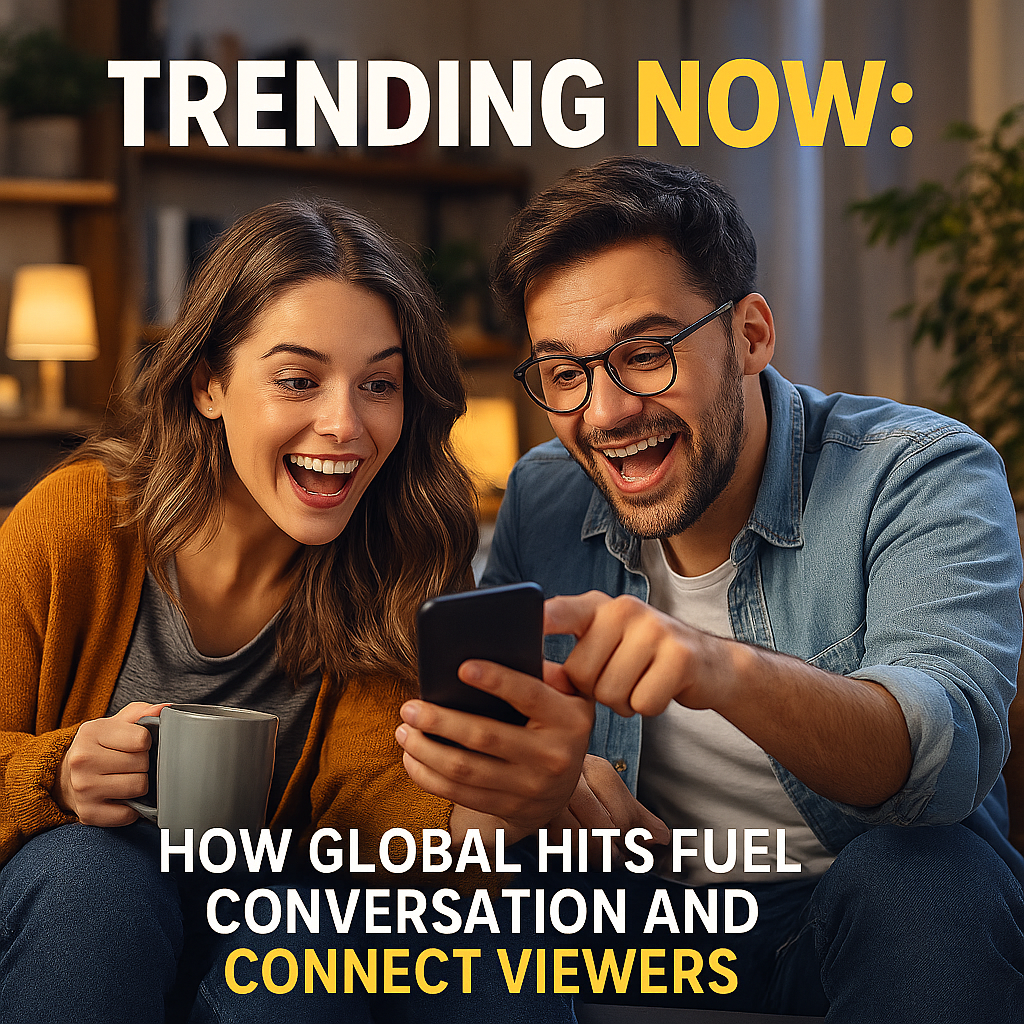 TRENDING NOW:
HOW GLOBAL HITS FUEL
CONVERSATION AND
CONNECT VIEWERS